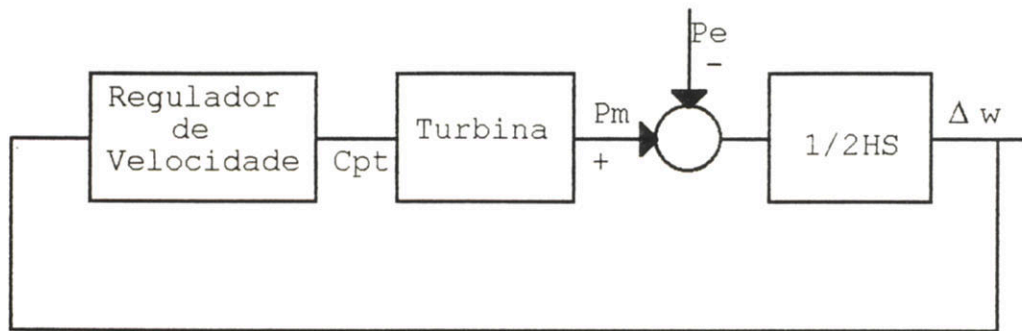 Regulador
de
Velocidade
Cpt
Turbina
Pm
+
Pe
-
1/2HS
Δ w